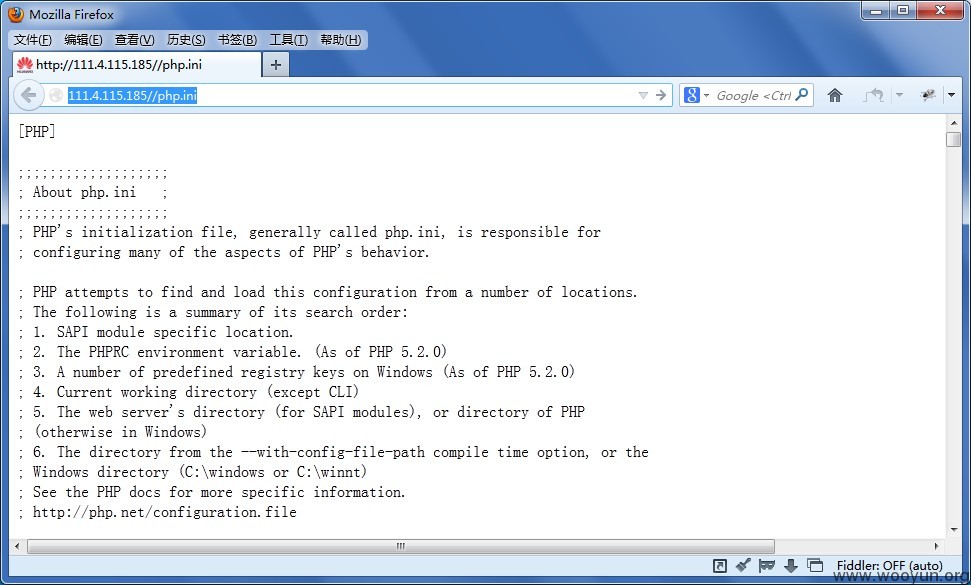 Mozilla Firefox
文件(F) 编辑(E) 查看(V) 历史(S) 书签(B) 工具(T) 帮助(H)
http://111.4.115.185//php.ini
111.4.115.185//php.ini
Google <Ctrl
[PHP]
;;;;;;;;;;;;;;;;;;;
; About php.ini   ;
;;;;;;;;;;;;;;;;;;;
; PHP's initialization file, generally called php.ini, is responsible for
; configuring many of the aspects of PHP's behavior.
; PHP attempts to find and load this configuration from a number of locations.
; The following is a summary of its search order:
; 1. SAPI module specific location.
; 2. The PHPRC environment variable. (As of PHP 5.2.0)
; 3. A number of predefined registry keys on Windows (As of PHP 5.2.0)
; 4. Current working directory (except CLI)
; 5. The web server's directory (for SAPI modules), or directory of PHP
; (otherwise in Windows)
; 6. The directory from the --with-config-file-path compile time option, or the
; Windows directory (C:\windows or C:\winnt)
; See the PHP docs for more specific information.
; http://php.net/configuration.file
Fiddler: OFF (auto)
www.wooyun.org